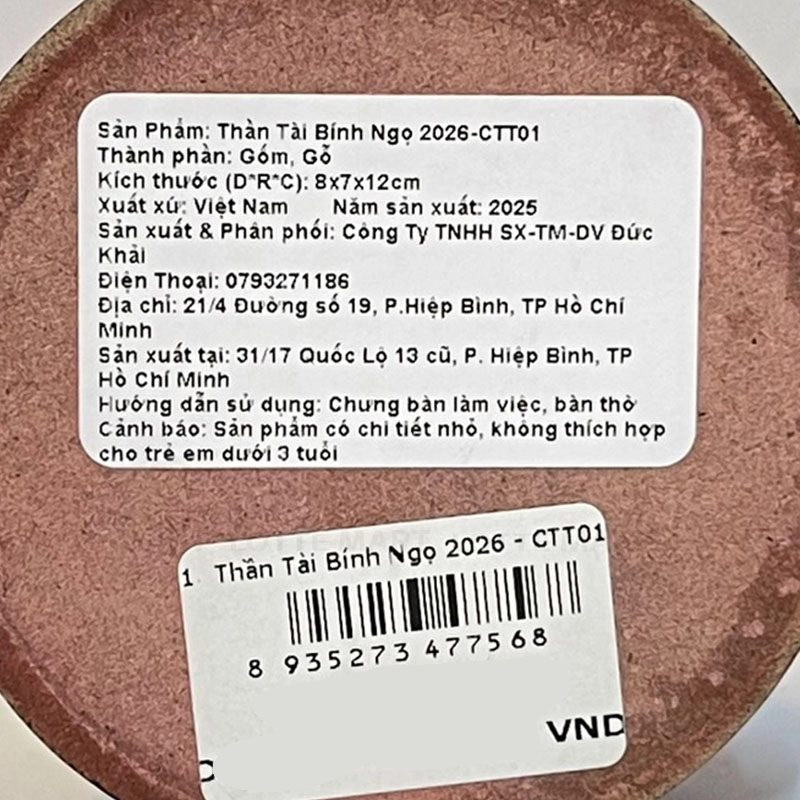 Sản Phẩm: Thần Tài Bính Ngọ 2026-CTT01
Thành phần: Gốm, Gỗ
Kích thước (D*R*C): 8x7x12cm
Xuất xứ: Việt Nam Năm sản xuất: 2025
Sản xuất & Phân phối: Công Ty TNHH SX-TM-DV Đức
Khải
Điện Thoại: 0793271186
Địa chỉ: 21/4 Đường số 19, P.Hiệp Bình, TP Hồ Chí
Minh
Sản xuất tại: 31/17 Quốc Lộ 13 cũ, P. Hiệp Bình, TP
Hồ Chí Minh
Hướng dẫn sử dụng: Chưng bàn làm việc, bàn thờ
Cảnh báo: Sản phẩm có chi tiết nhỏ, không thích hợp
cho trẻ em dưới 3 tuổi
LOTTE MART
1 Thần Tài Bính Ngọ 2026 - CTT01
8 935273 477568
VND